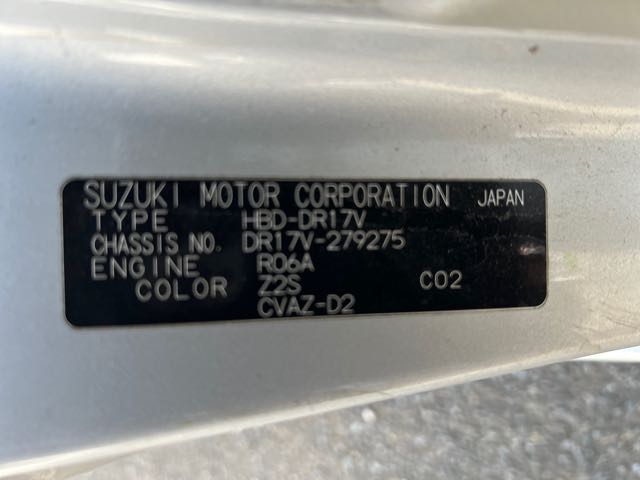 SUZUKI MOTOR CORPORATION JAPAN
TYPE HBD-DR17V
CHASSIS NO. DR17V-279275
ENGINE R06A
COLOR Z2S C02
CVAZ-D2